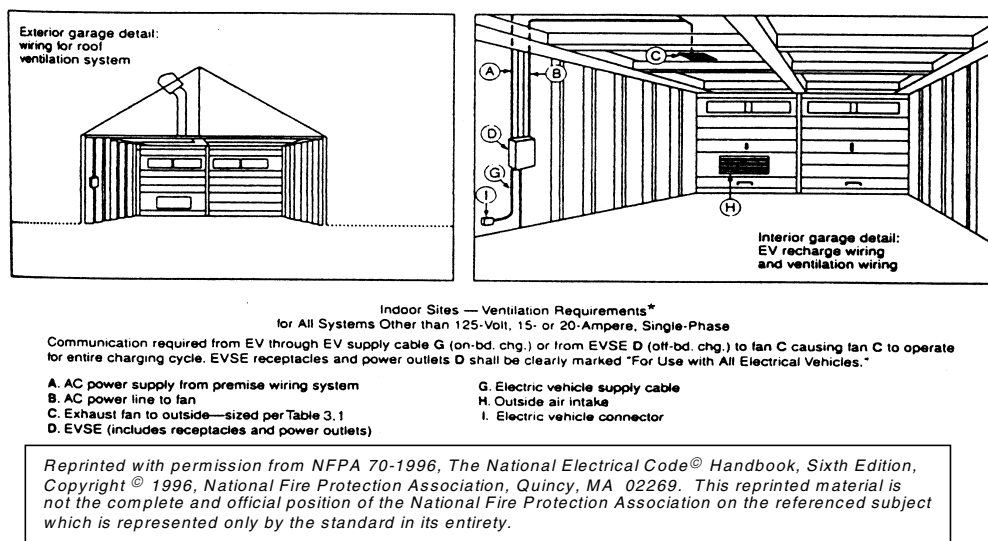 Exterior garage detail:
wiring for roof
ventilation system
A
B
C
D
G
I
H
Interior garage detail:
EV recharge wiring
and ventilation wiring
Indoor Sites — Ventilation Requirements*
for All Systems Other than 125-Volt, 15- or 20-Ampere, Single-Phase
Communication required from EV through EV supply cable G (on-bd. chg.) or from EVSE D (off-bd. chg.) to fan C causing fan C to operate
for entire charging cycle. EVSE receptacles and power outlets D shall be clearly marked "For Use with All Electrical Vehicles."
A. AC power supply from premise wiring system
B. AC power line to fan
C. Exhaust fan to outside—sized per Table 3.1
D. EVSE (includes receptacles and power outlets)
G. Electric vehicle supply cable
H. Outside air intake
I. Electric vehicle connector
Reprinted with permission from NFPA 70-1996, The National Electrical Code© Handbook, Sixth Edition,
Copyright © 1996, National Fire Protection Association, Quincy, MA 02269. This reprinted material is
not the complete and official position of the National Fire Protection Association on the referenced subject
which is represented only by the standard in its entirety.